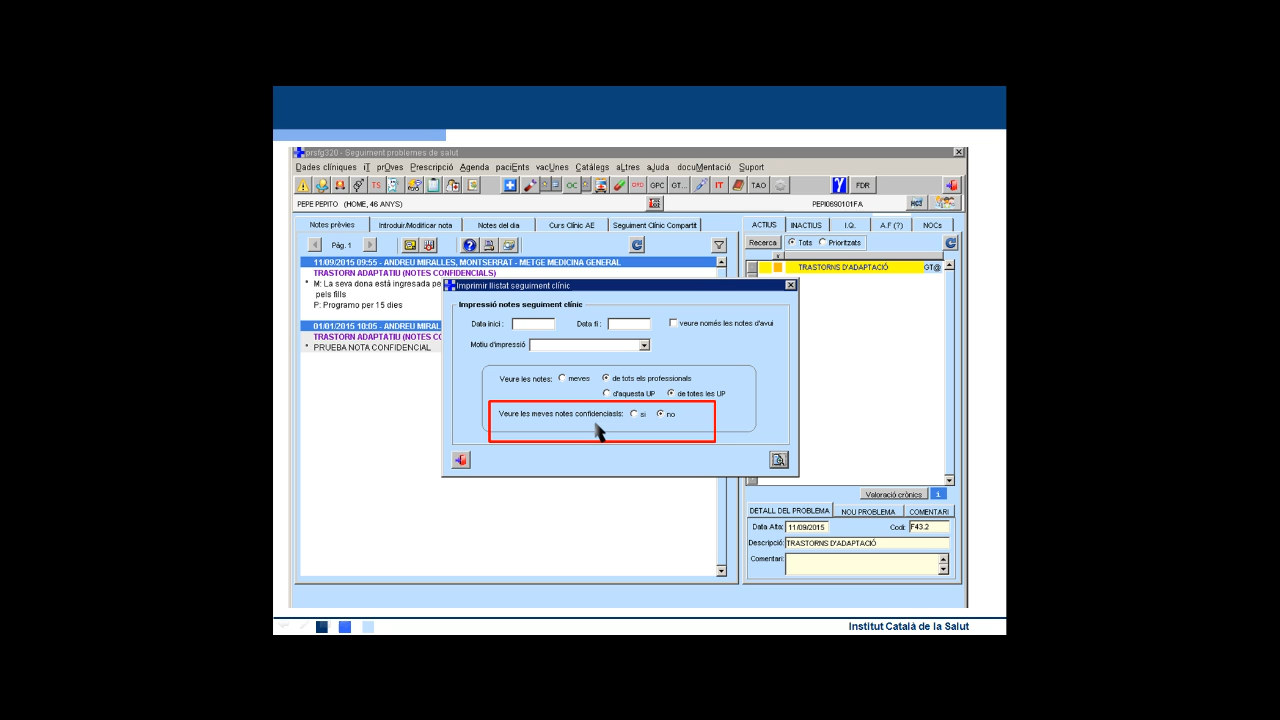 orsfg320 - Seguiment problemes de salut
Dades clíniques iT prOves Prescripció Agenda paciEnts vacUnes Catàlegs aLtres aJuda docuMentació Suport
TS OC GPC GT... IT TAO FDR
PEPE PEPITO (HOME, 46 ANYS) PEPI0690101FA HC3
Notes prèvies Introduir/Modificar nota Notes del dia Curs Clínic AE Seguiment Clínic Compartit
ACTIUS INACTIUS I.Q. A.F (?) NOCs
Pàg. 1
Recerca Tots Prioritzats
11/09/2015 09:55 - ANDREU MIRALLES, MONTSERRAT - METGE MEDICINA GENERAL
TRASTORN ADAPTATIU (NOTES CONFIDENCIALS)
* M: La seva dona està ingresada pe
pels fills
P: Programo per 15 dies
01/01/2015 10:05 - ANDREU MIRAL
TRASTORN ADAPTATIU (NOTES CO
* PRUEBA NOTA CONFIDENCIAL
TRASTORNS D'ADAPTACIÓ GT@
Imprimir llistat seguiment clínic
Impressió notes seguiment clínic
Data inici : Data fi : veure només les notes d'avui
Motiu d'impressió
Veure les notes: meves de tots els professionals
d'aquesta UP de totes les UP
Veure les meves notes confidenciasls: si no
Valoració crònics i
DETALL DEL PROBLEMA NOU PROBLEMA COMENTARI
Data Alta: 11/09/2015 Codi: F43.2
Descripció: TRASTORNS D'ADAPTACIÓ
Comentari:
Institut Català de la Salut